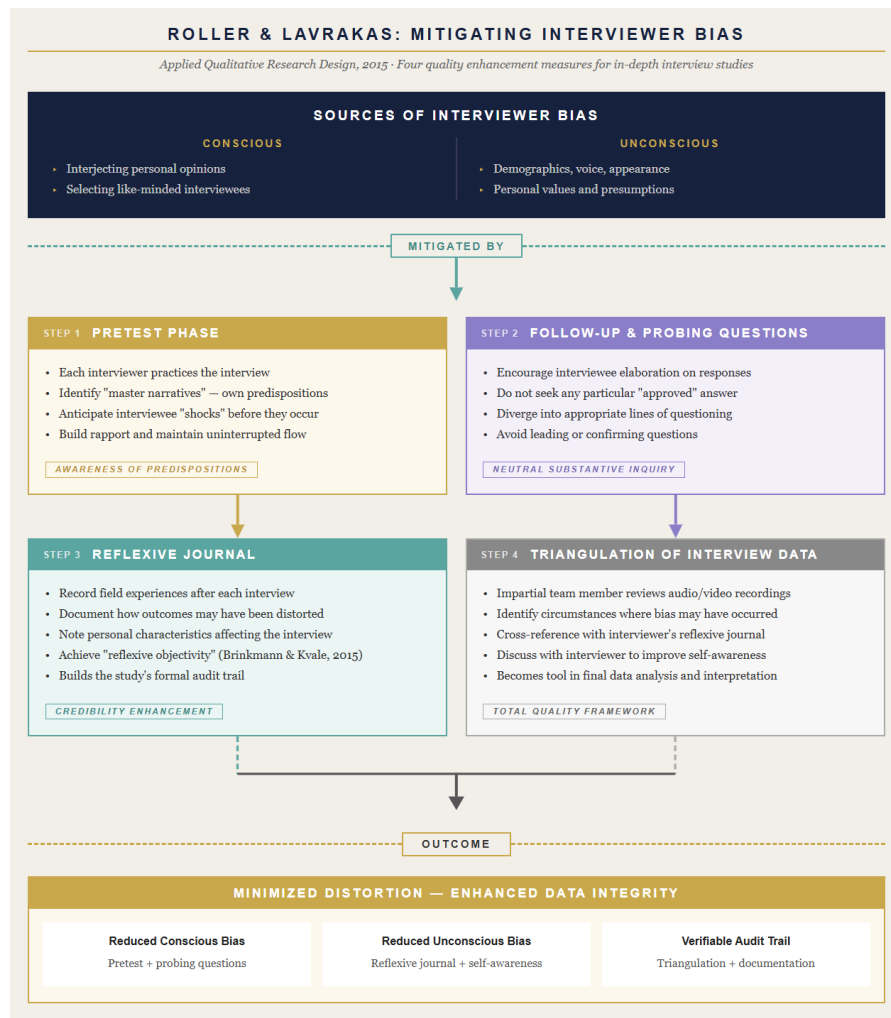 ROLLER & LAVRAKAS: MITIGATING INTERVIEWER BIAS
Applied Qualitative Research Design, 2015 · Four quality enhancement measures for in-depth interview studies
SOURCES OF INTERVIEWER BIAS
CONSCIOUS
▸ Interjecting personal opinions
▸ Selecting like-minded interviewees
UNCONSCIOUS
▸ Demographics, voice, appearance
▸ Personal values and presumptions
MITIGATED BY
STEP 1 PRETEST PHASE
• Each interviewer practices the interview
• Identify "master narratives" — own predispositions
• Anticipate interviewee "shocks" before they occur
• Build rapport and maintain uninterrupted flow
AWARENESS OF PREDISPOSITIONS
STEP 2 FOLLOW-UP & PROBING QUESTIONS
• Encourage interviewee elaboration on responses
• Do not seek any particular "approved" answer
• Diverge into appropriate lines of questioning
• Avoid leading or confirming questions
NEUTRAL SUBSTANTIVE INQUIRY
STEP 3 REFLEXIVE JOURNAL
• Record field experiences after each interview
• Document how outcomes may have been distorted
• Note personal characteristics affecting the interview
• Achieve "reflexive objectivity" (Brinkmann & Kvale, 2015)
• Builds the study's formal audit trail
CREDIBILITY ENHANCEMENT
STEP 4 TRIANGULATION OF INTERVIEW DATA
• Impartial team member reviews audio/video recordings
• Identify circumstances where bias may have occurred
• Cross-reference with interviewer's reflexive journal
• Discuss with interviewer to improve self-awareness
• Becomes tool in final data analysis and interpretation
TOTAL QUALITY FRAMEWORK
OUTCOME
MINIMIZED DISTORTION — ENHANCED DATA INTEGRITY
Reduced Conscious Bias
Pretest + probing questions
Reduced Unconscious Bias
Reflexive journal + self-awareness
Verifiable Audit Trail
Triangulation + documentation